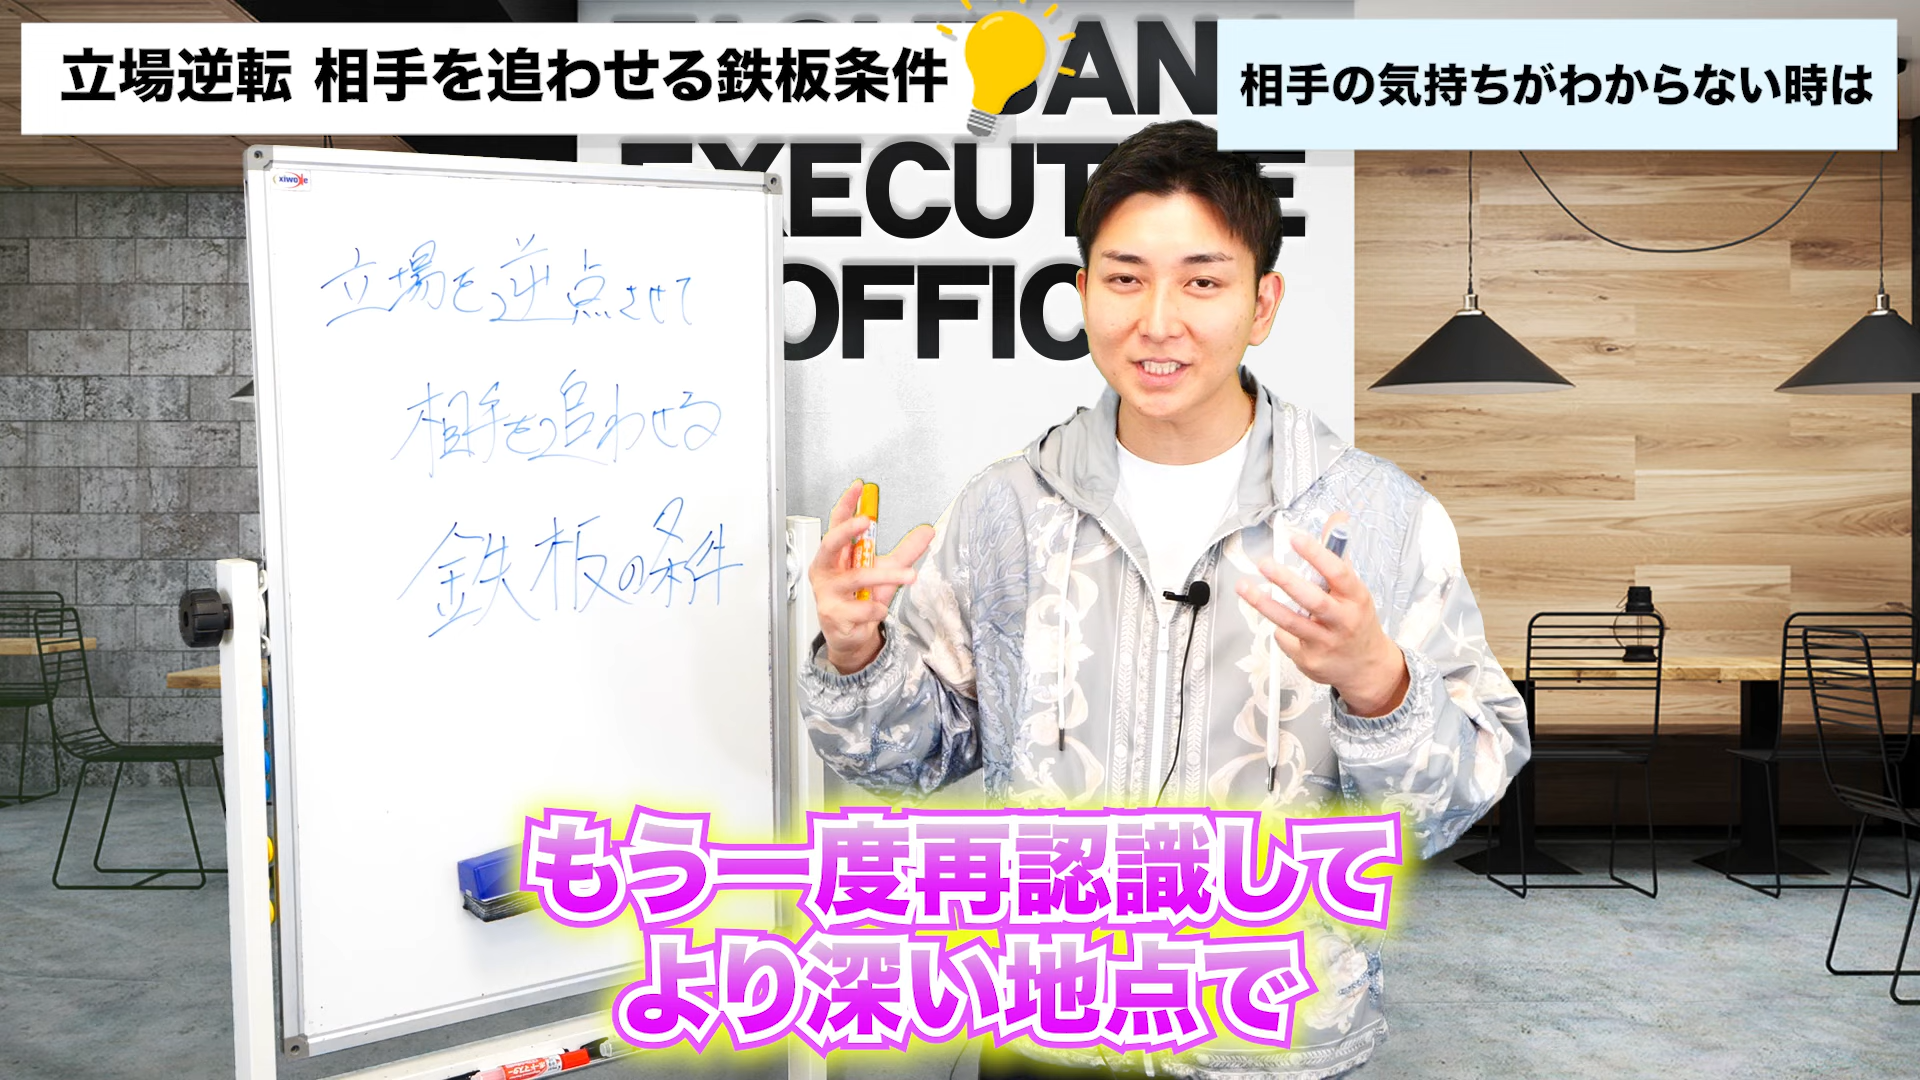 立場逆転 相手を追わせる鉄板条件
相手の気持ちがわからない時は
EXECUTIVE
OFFICE
立場を逆点させて
相手を追わせる
鉄板の条件
もう一度再認識して
より深い地点で